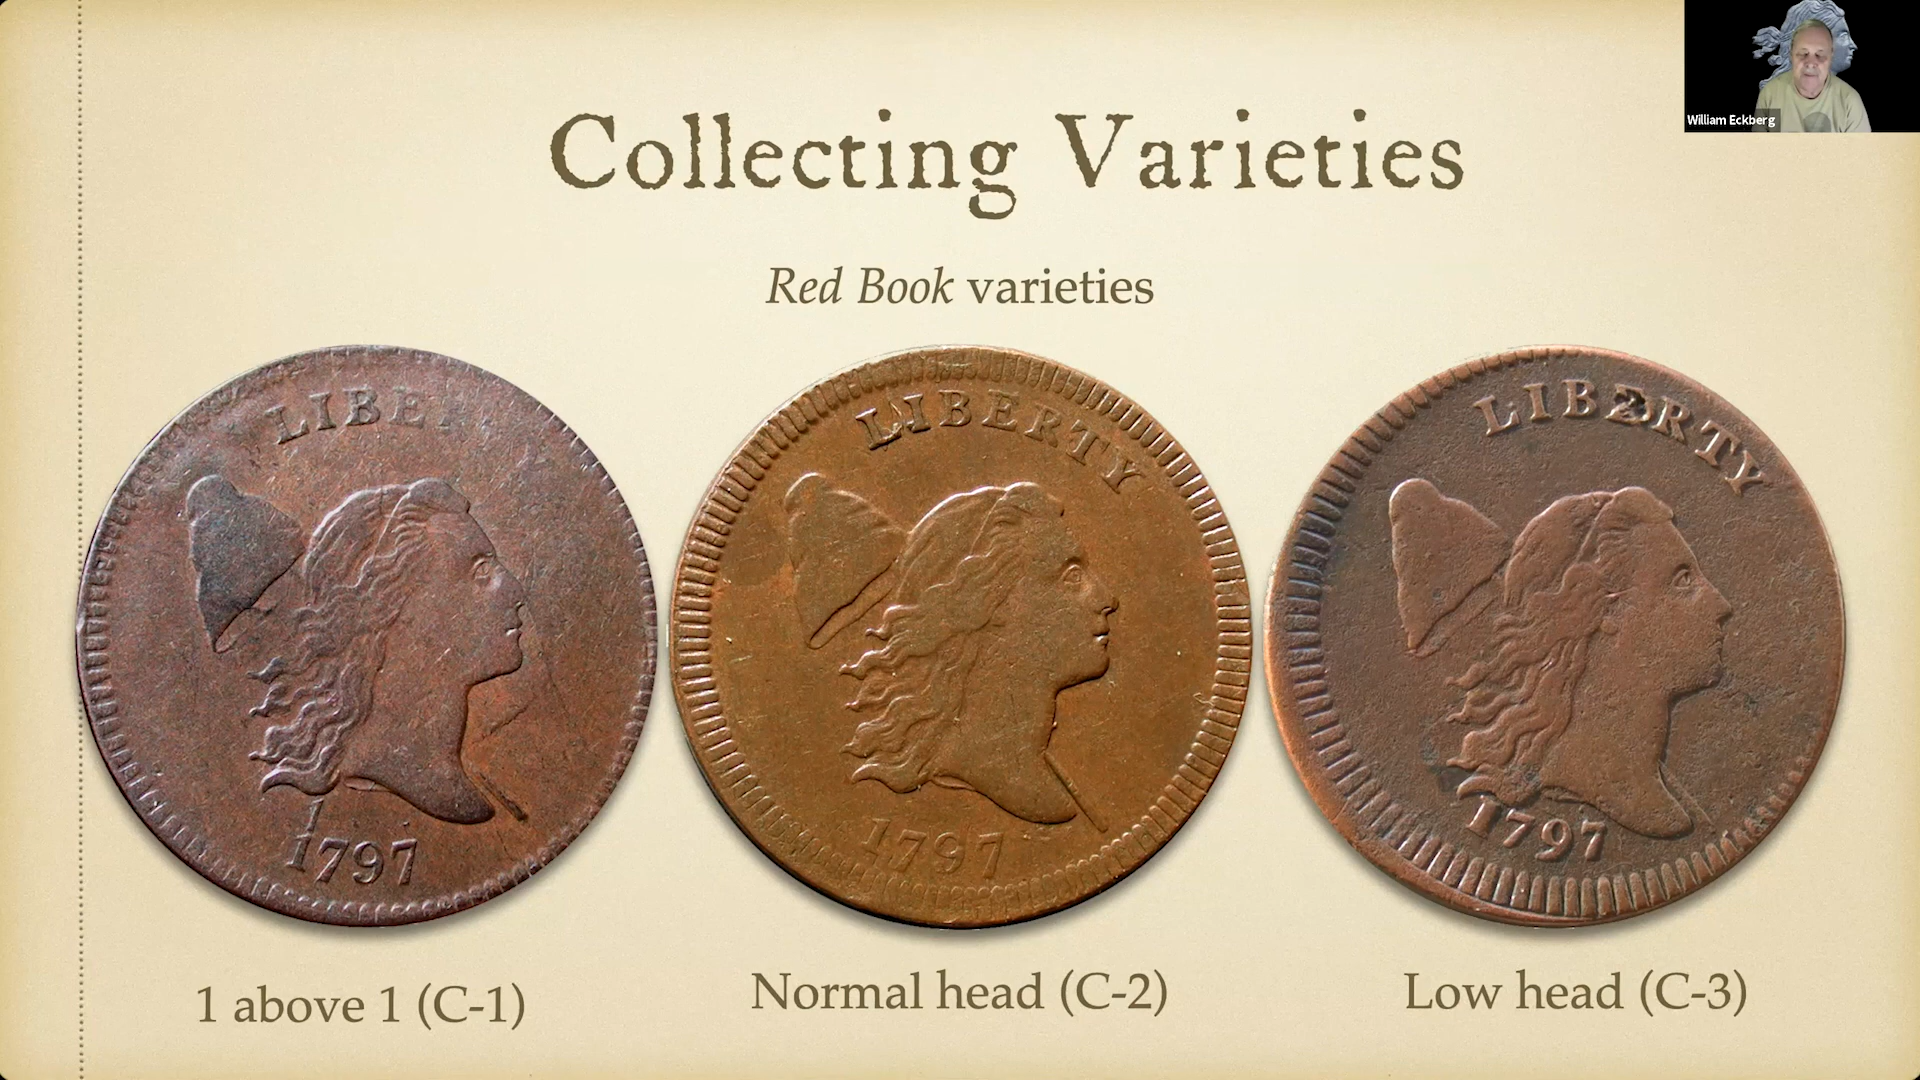 William Eckberg
Collecting Varieties
Red Book varieties
LIBE
LIBERTY
LIBERTY
1
1797
1797
1797
1 above 1 (C-1)
Normal head (C-2)
Low head (C-3)